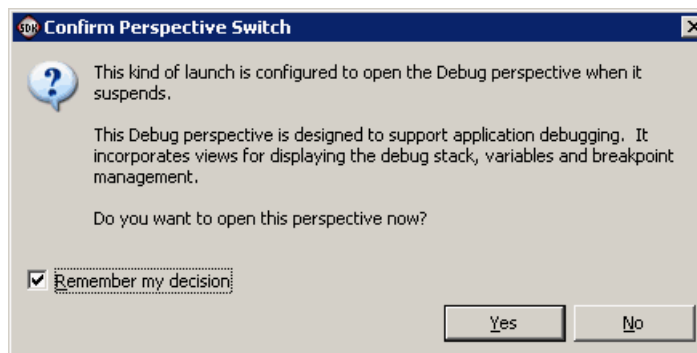 SDK Confirm Perspective Switch
This kind of launch is configured to open the Debug perspective when it
suspends.
This Debug perspective is designed to support application debugging. It
incorporates views for displaying the debug stack, variables and breakpoint
management.
Do you want to open this perspective now?
Remember my decision
Yes No